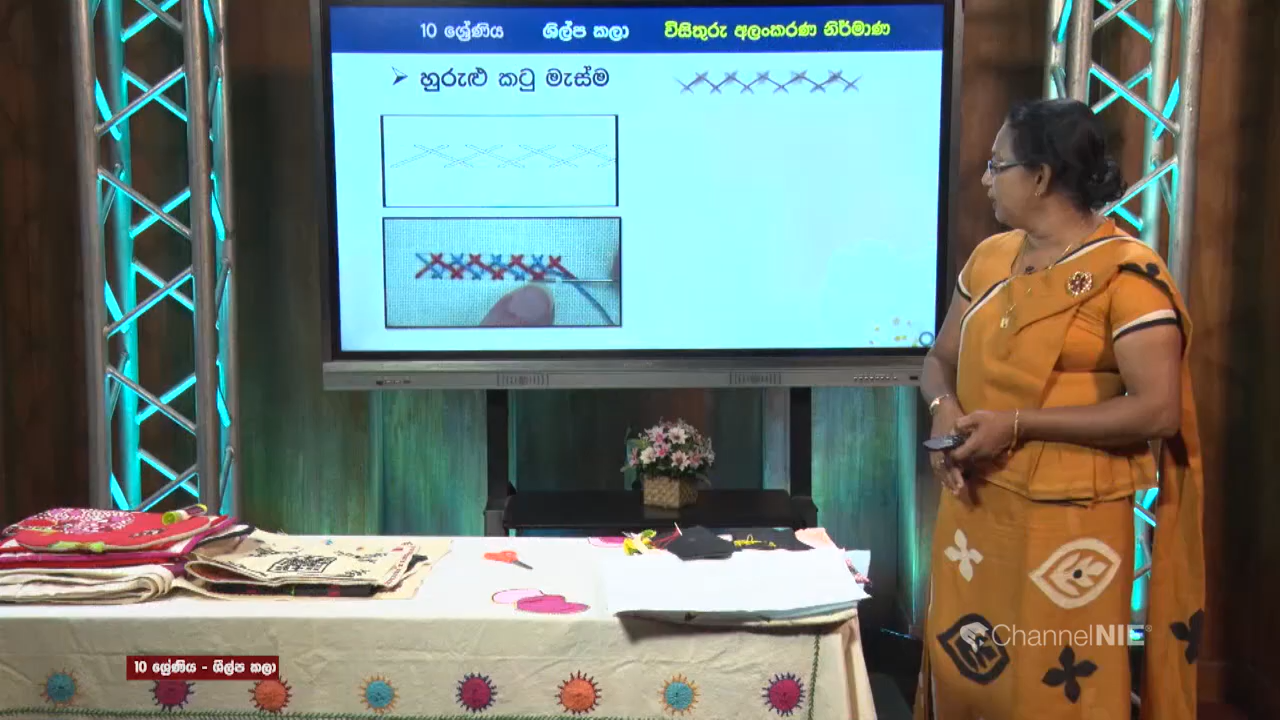 10 ශ්‍රේණිය ශිල්ප කලා විසිතුරු අලංකරණ නිර්මාණ
➢ හුරුළු කටු මැස්ම
ChannelNIE
10 ශ්‍රේණිය - ශිල්ප කලා